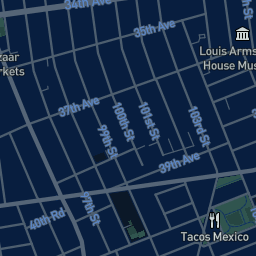 34th Ave
35th Ave
Louis Arms
House Mus
zaar
rkets
37th Ave
99th St
100th St
101st St
103rd St
39th Ave
97th St
40th Rd
Tacos Mexico